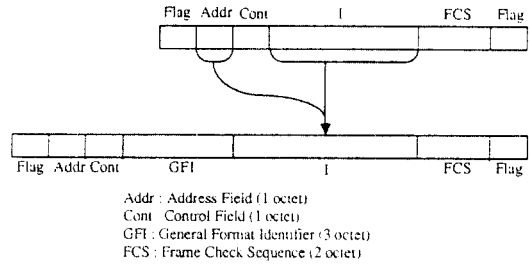 Flag Addr Cont I FCS Flag
Flag Addr Cont GFI I FCS Flag
Addr : Address Field (1 octet)
Cont : Control Field (1 octet)
GFI : General Format Identifier (3 octet)
FCS : Frame Check Sequence (2 octet)